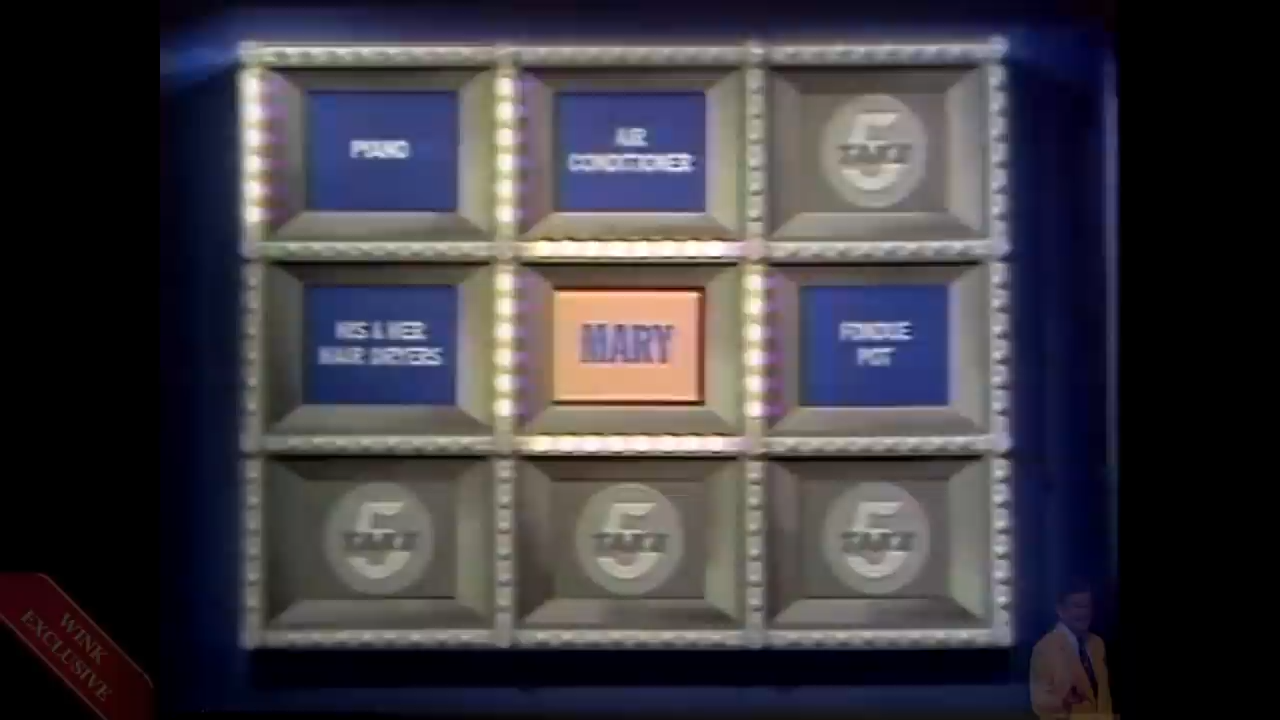 PIANO
AIR
CONDITIONER
5
TAKE
HIS & HER
HAIR DRYERS
MARY
FONDUE
POT
5
TAKE
5
TAKE
5
TAKE
WINK
EXCLUSIVE